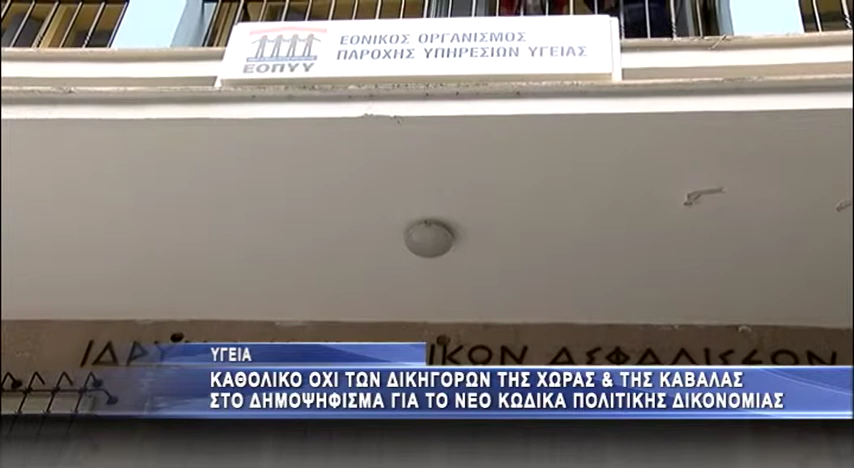 ΕΟΠΥΥ
ΕΘΝΙΚΟΣ ΟΡΓΑΝΙΣΜΟΣ
ΠΑΡΟΧΗΣ ΥΠΗΡΕΣΙΩΝ ΥΓΕΙΑΣ
ΑΣΦΑΛΙΣΕΩΝ
ΥΓΕΙΑ
ΚΑΘΟΛΙΚΟ ΟΧΙ ΤΩΝ ΔΙΚΗΓΟΡΩΝ ΤΗΣ ΧΩΡΑΣ & ΤΗΣ ΚΑΒΑΛΑΣ
ΣΤΟ ΔΗΜΟΨΗΦΙΣΜΑ ΓΙΑ ΤΟ ΝΕΟ ΚΩΔΙΚΑ ΠΟΛΙΤΙΚΗΣ ΔΙΚΟΝΟΜΙΑΣ